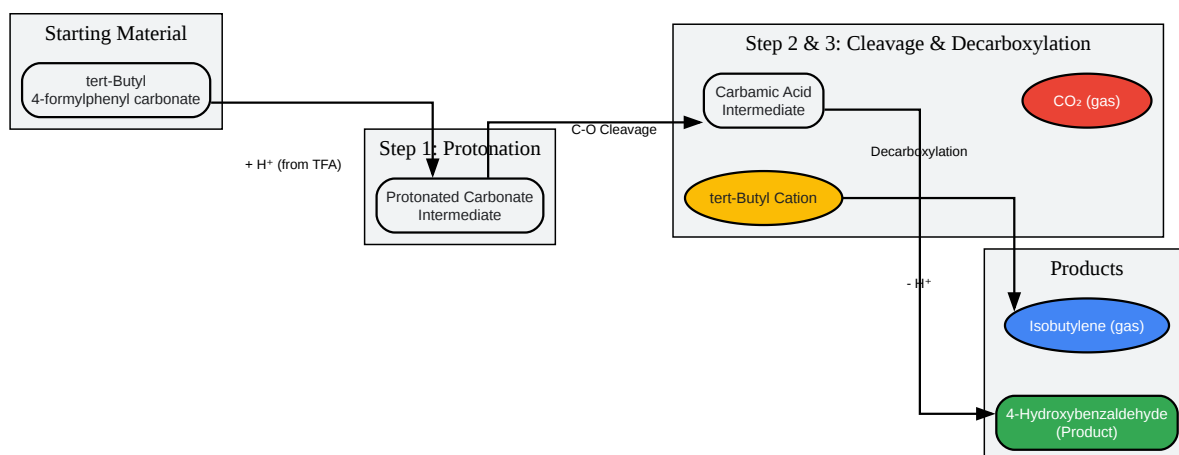 Starting Material
tert-Butyl
4-formylphenyl carbonate
+ H⁺ (from TFA)
Step 1: Protonation
Protonated Carbonate
Intermediate
C-O Cleavage
Step 2 & 3: Cleavage & Decarboxylation
Carbamic Acid
Intermediate
CO₂ (gas)
Decarboxylation
tert-Butyl Cation
- H⁺
Products
Isobutylene (gas)
4-Hydroxybenzaldehyde
(Product)